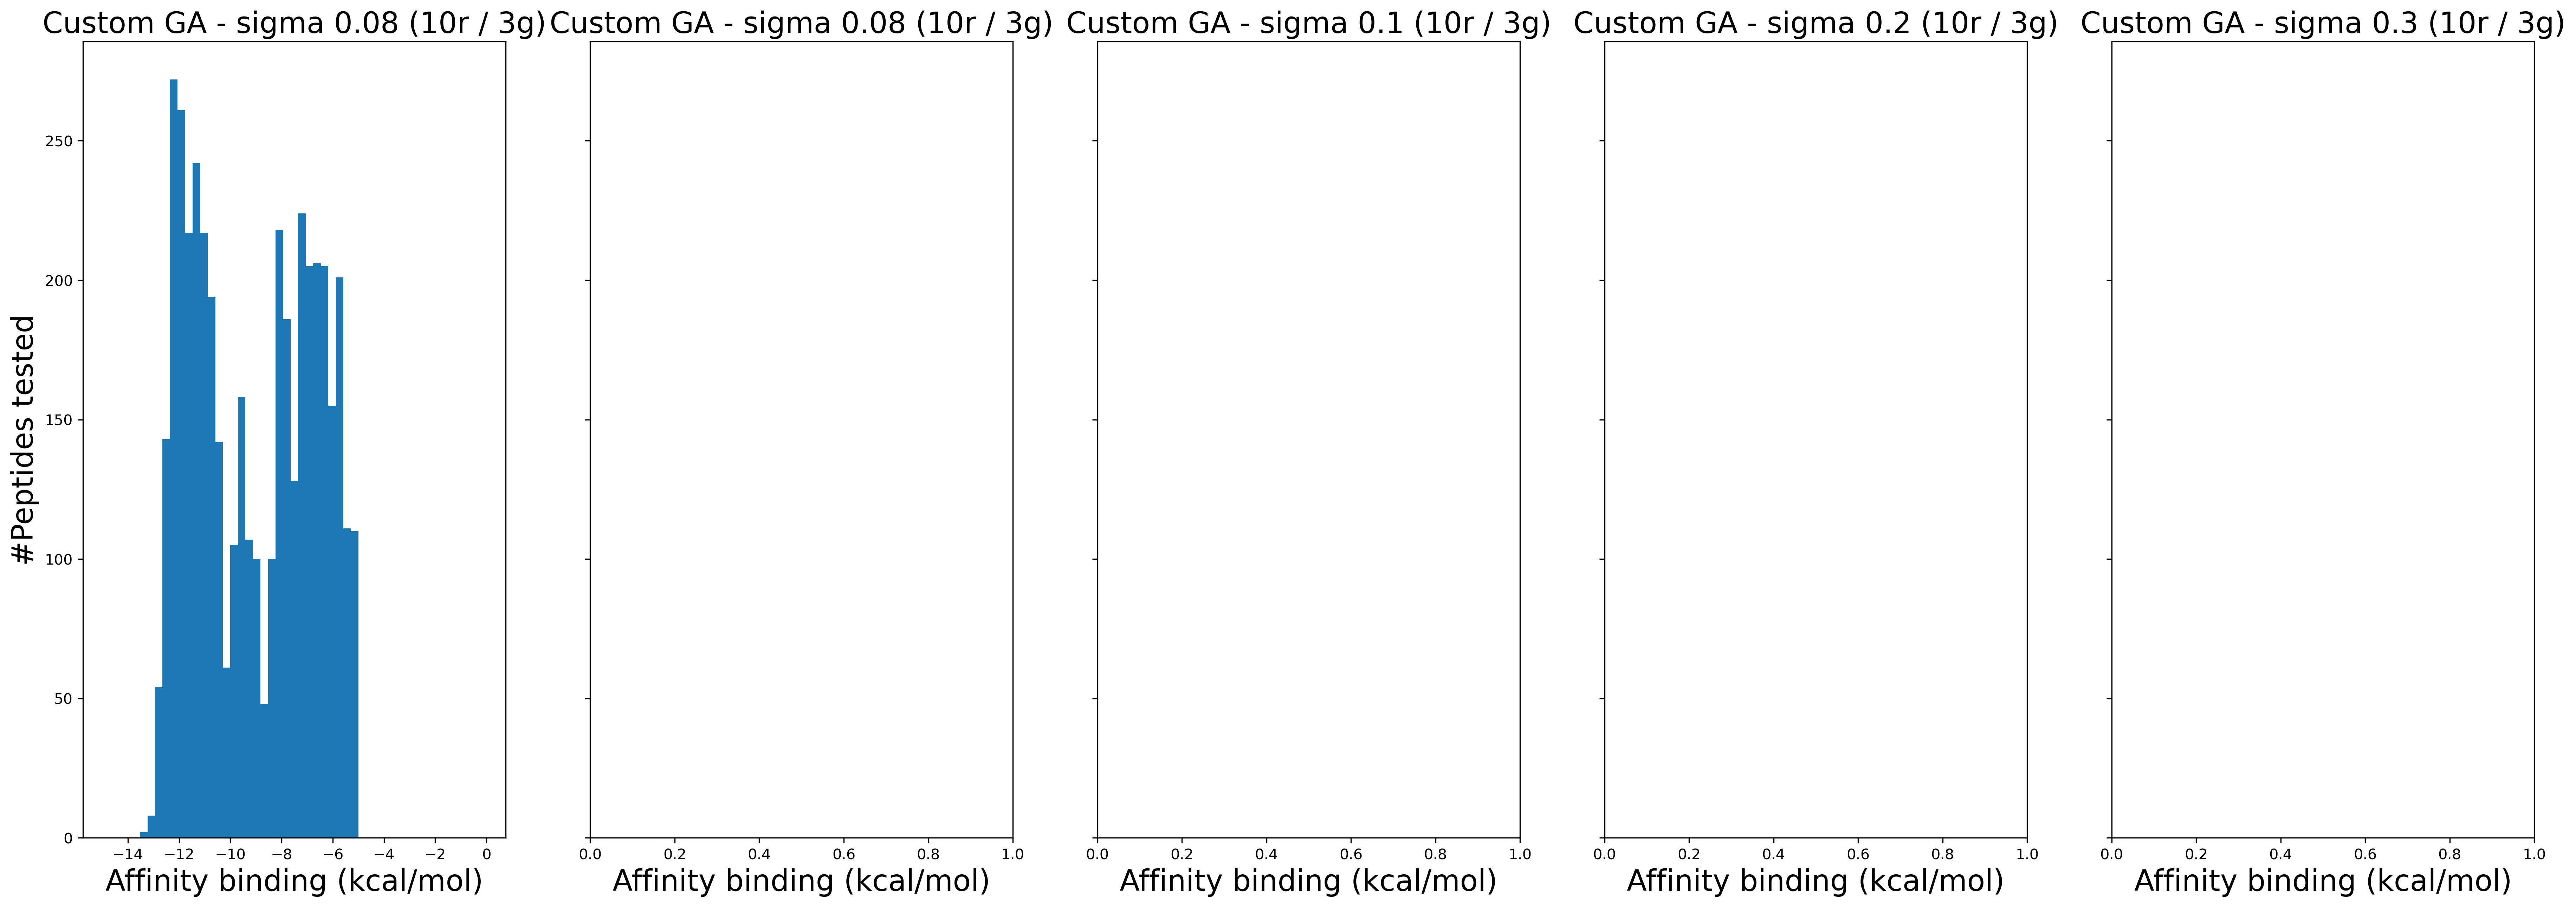 Custom GA - sigma 0.08 (10r / 3g)
Custom GA - sigma 0.08 (10r / 3g)
Custom GA - sigma 0.1 (10r / 3g)
Custom GA - sigma 0.2 (10r / 3g)
Custom GA - sigma 0.3 (10r / 3g)
#Peptides tested
250
200
150
100
50
0
−14 −12 −10 −8 −6 −4 −2 0
Affinity binding (kcal/mol)
0.0 0.2 0.4 0.6 0.8 1.0
Affinity binding (kcal/mol)
0.0 0.2 0.4 0.6 0.8 1.0
Affinity binding (kcal/mol)
0.0 0.2 0.4 0.6 0.8 1.0
Affinity binding (kcal/mol)
0.0 0.2 0.4 0.6 0.8 1.0
Affinity binding (kcal/mol)